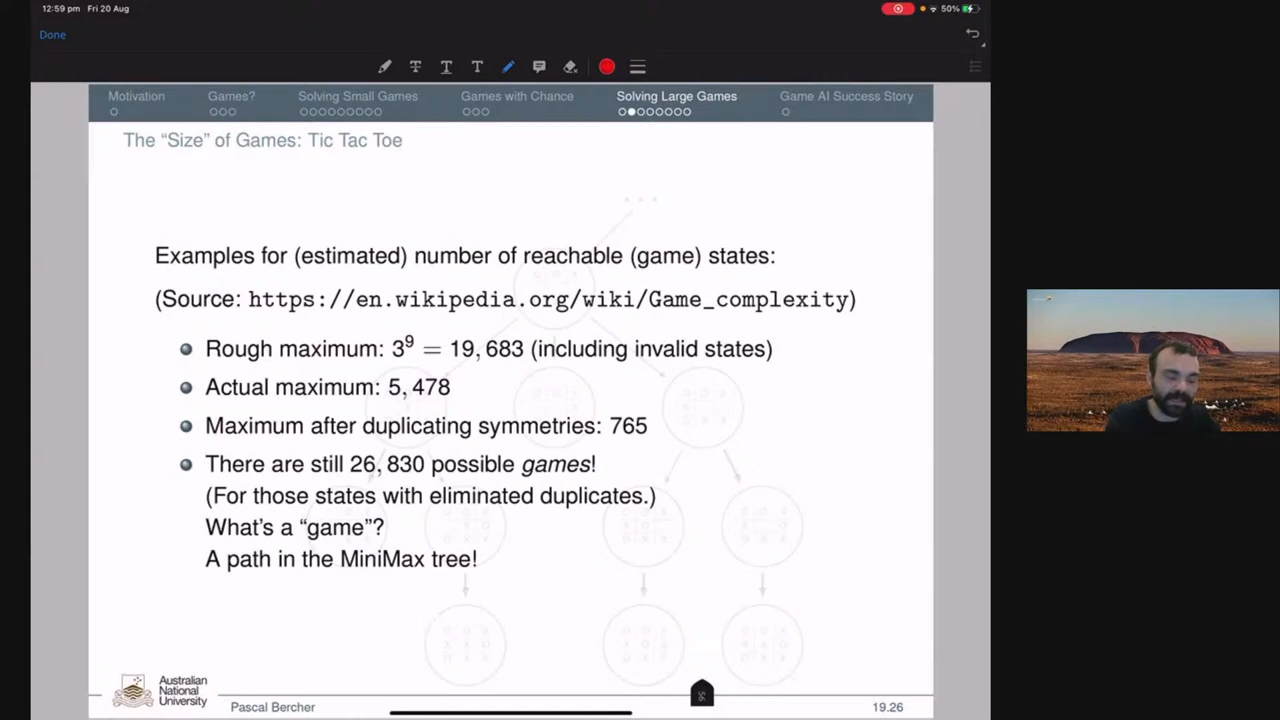 12:59 pm Fri 20 Aug
50%
Done
T T T
Motivation Games? Solving Small Games Games with Chance Solving Large Games Game AI Success Story
The “Size” of Games: Tic Tac Toe
Examples for (estimated) number of reachable (game) states:
(Source: https://en.wikipedia.org/wiki/Game_complexity)
Rough maximum: 3⁹ = 19, 683 (including invalid states)
Actual maximum: 5, 478
Maximum after duplicating symmetries: 765
There are still 26, 830 possible games!
(For those states with eliminated duplicates.)
What's a “game”?
A path in the MiniMax tree!
Australian
National
University
Pascal Bercher
56
19.26